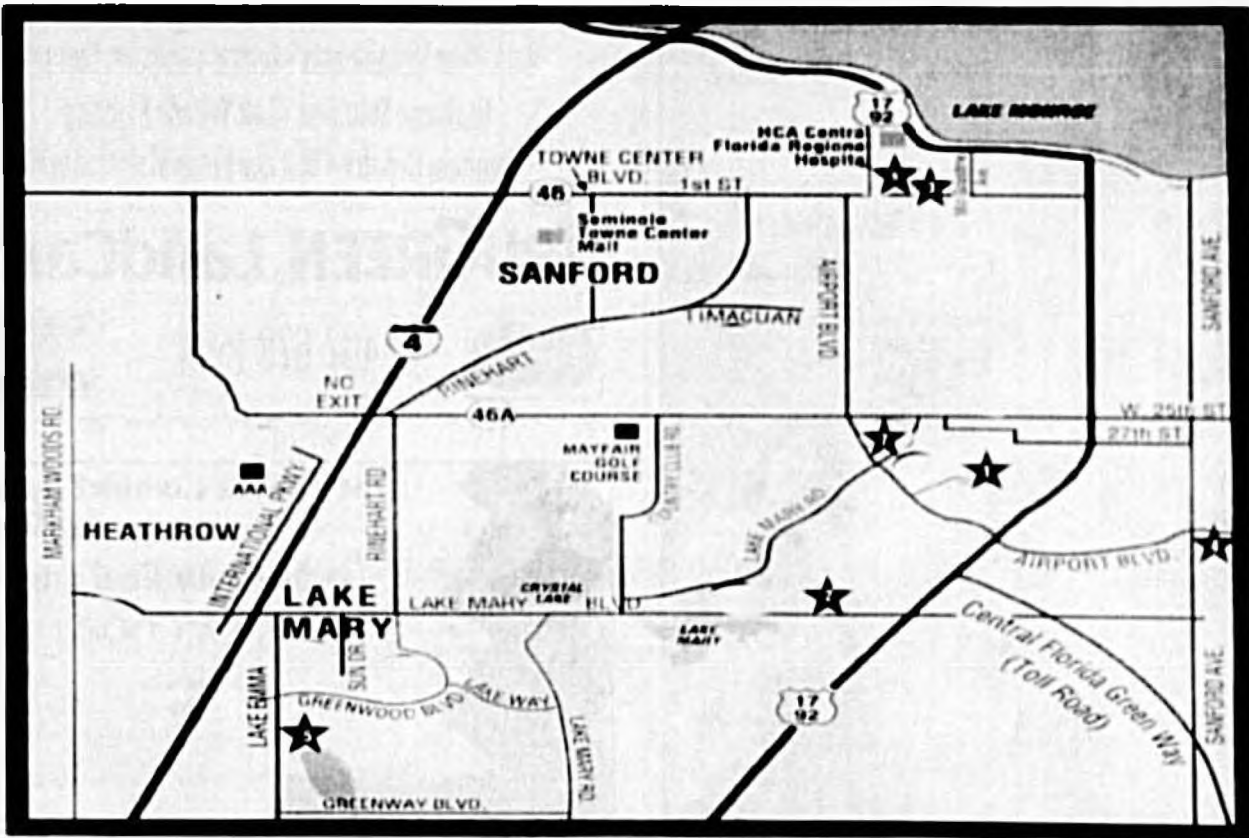 17
92
LAKE MONROE
HCA Central
Florida Regional
Hospital
TOWNE CENTER
BLVD.
46
1st ST.
Seminole
Towne Center
Mall
SANFORD
AIRPORT BLVD
SANFORD AVE.
TIMACUAN
4
RINEHART
NO
EXIT
46A
W. 25th ST
27th ST.
MAYFAIR
GOLF
COURSE
COUNTRY CLUB RD.
MARKHAM WOODS RD.
AAA
INTERNATIONAL PKWY
RINEHART RD.
HEATHROW
LAKE MARY RD
1
AIRPORT BLVD.
LAKE
MARY
LAKE MARY BLVD.
CRYSTAL
LAKE
2
LAKE
MARY
Central Florida Green Way
(Toll Road)
SUN DR
LAKE EMMA
GREENWOOD BLVD
LAKE WAY
LAKE MARY RD
17
92
SANFORD AVE.
5
GREENWAY BLVD.